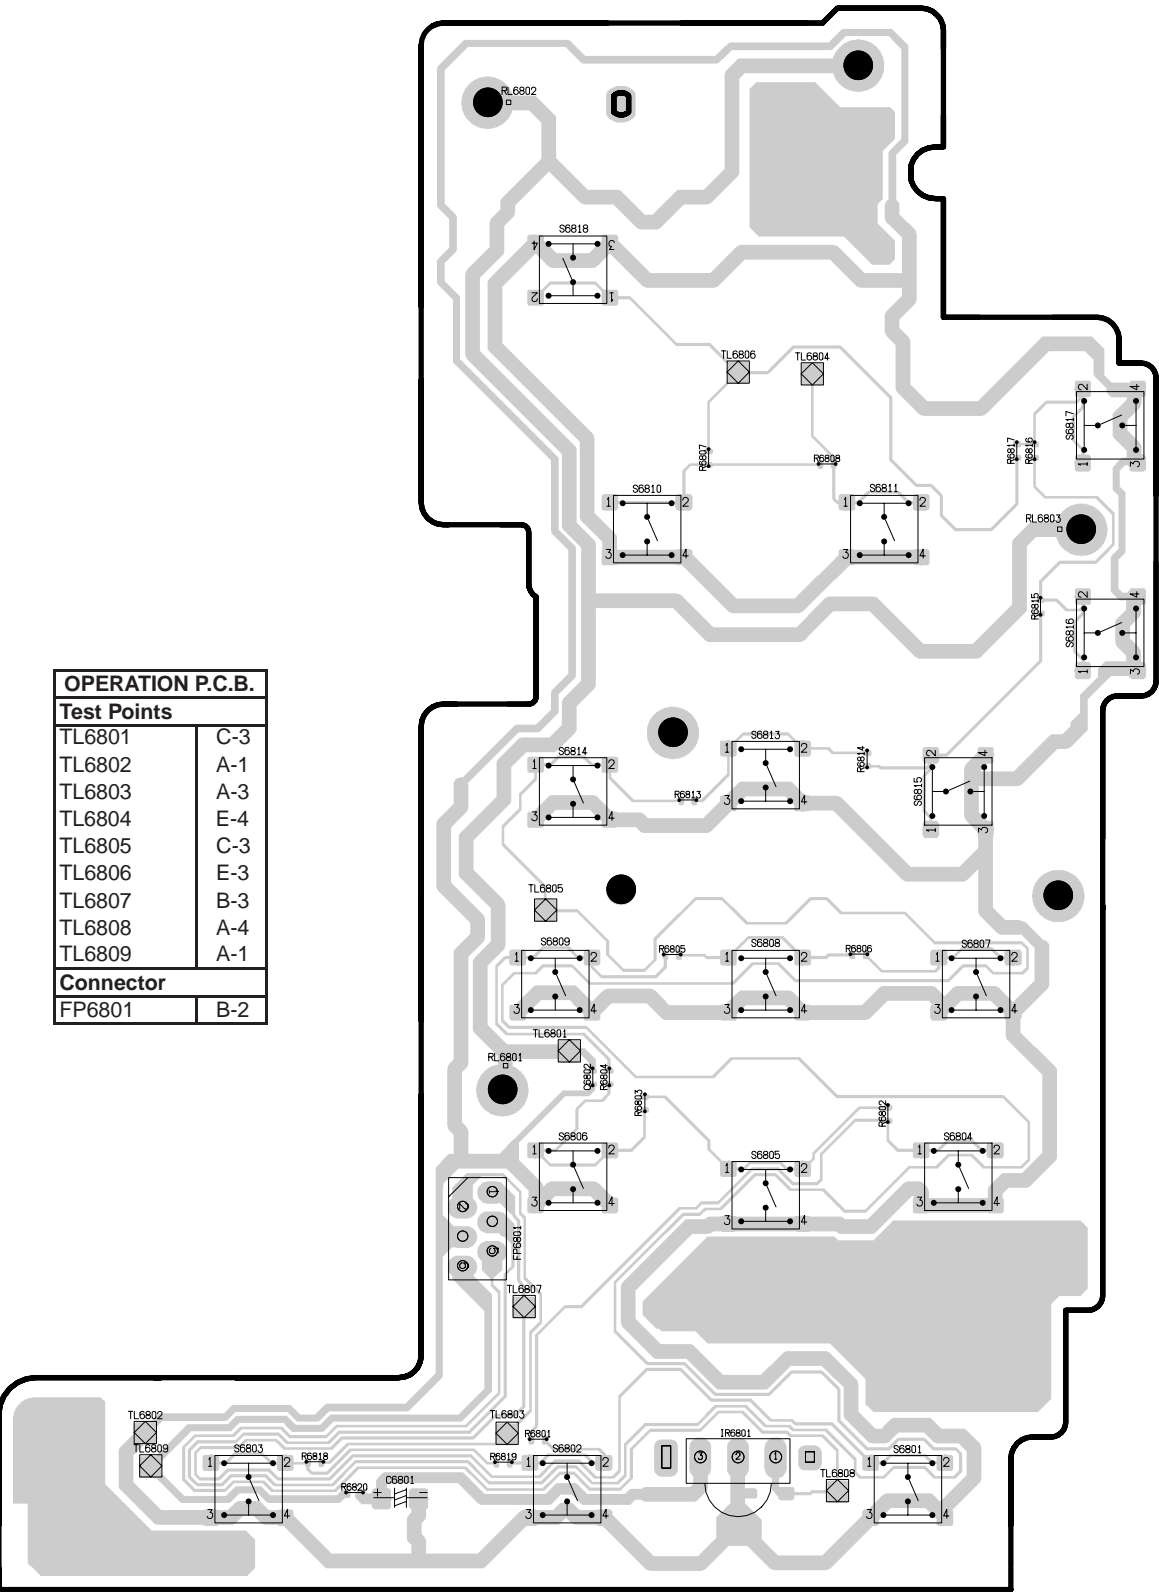 RL6802
S6818
4 3
2 1
TL6806 TL6804
2 4
S6817
1 3
R6807 R6808 R6817 R6816
S6810 S6811
1 2 1 2
3 4 3 4
RL6803
R6815
2 4
S6816
1 3
OPERATION P.C.B.
Test Points
TL6801 C-3
TL6802 A-1
TL6803 A-3
TL6804 E-4
TL6805 C-3
TL6806 E-3
TL6807 B-3
TL6808 A-4
TL6809 A-1
Connector
FP6801 B-2
S6814 S6813
1 2 1 2
R6814
2 4
S6815
R6813
3 4 3 4
1 3
TL6805
S6809 R6805 S6808 R6806 S6807
1 2 1 2 1 2
3 4 3 4 3 4
TL6801
RL6801 C6802 R6804
R6803 R6802
S6806 S6805 S6804
1 2 1 2 1 2
3 4 3 4 3 4
FP6801
TL6807
TL6802 TL6803
TL6809 R6801 IR6801
S6803 R6818 R6819 S6802 S6801
1 2 1 2 3 2 1 1 2
TL6808
R6820 C6801
+ −
3 4 3 4 3 4